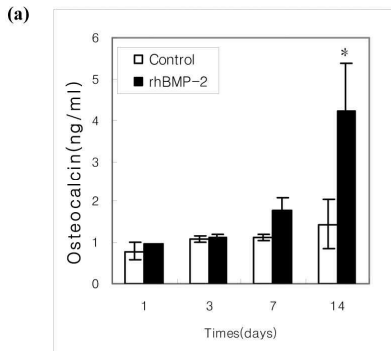 (a)
6
5
4
3
2
1
0
Osteocalcin(ng/ml)
Control
rhBMP-2
*
1 3 7 14
Times(days)